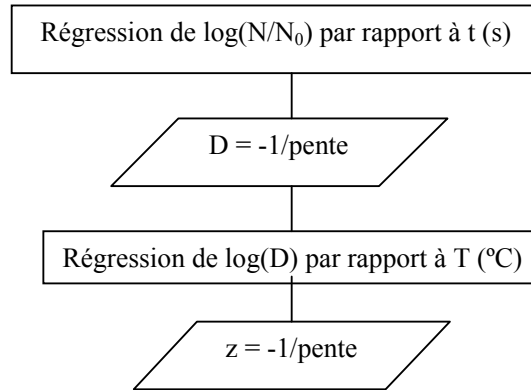 Régression de log(N/N₀) par rapport à t (s)
D = -1/pente
Régression de log(D) par rapport à T (ºC)
z = -1/pente